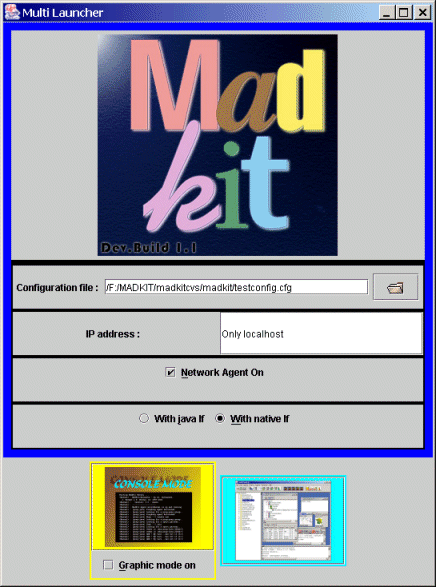 Multi Launcher
Mad
kit
Dev.Build 1.1
Configuration file :
/F:/MADKIT/madkitcvs/madkit/testconfig.cfg
IP address :
Only localhost
Network Agent On
With java lf
With native lf
CONSOLE MODE
Graphic mode on